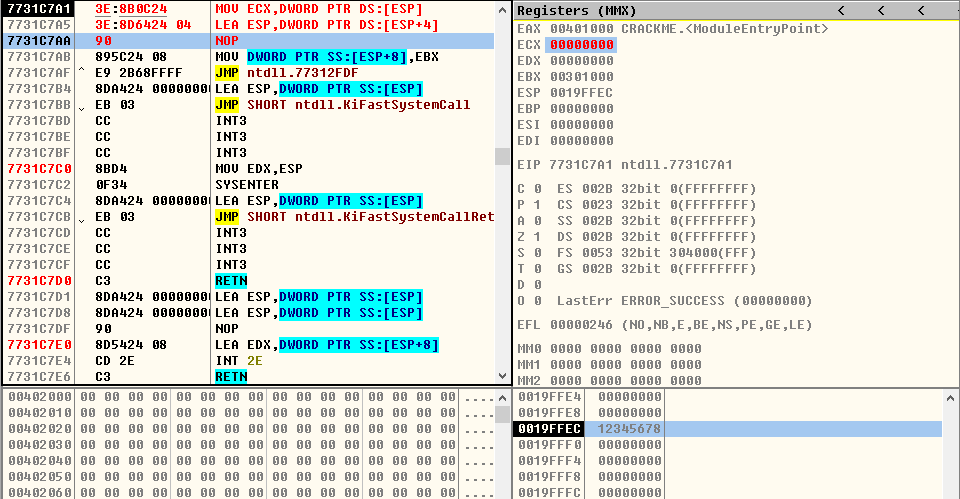 7731C7A1 3E:8B0C24 MOV ECX,DWORD PTR DS:[ESP]
7731C7A5 3E:8D6424 04 LEA ESP,DWORD PTR DS:[ESP+4]
7731C7AA 90 NOP
7731C7AB 895C24 08 MOV DWORD PTR SS:[ESP+8],EBX
7731C7AF ^ E9 2B68FFFF JMP ntdll.77312FDF
7731C7B4 8DA424 00000000 LEA ESP,DWORD PTR SS:[ESP]
7731C7BB EB 03 JMP SHORT ntdll.KiFastSystemCall
7731C7BD CC INT3
7731C7BE CC INT3
7731C7BF CC INT3
7731C7C0 8BD4 MOV EDX,ESP
7731C7C2 0F34 SYSENTER
7731C7C4 8DA424 00000000 LEA ESP,DWORD PTR SS:[ESP]
7731C7CB EB 03 JMP SHORT ntdll.KiFastSystemCallRet
7731C7CD CC INT3
7731C7CE CC INT3
7731C7CF CC INT3
7731C7D0 C3 RETN
7731C7D1 8DA424 00000000 LEA ESP,DWORD PTR SS:[ESP]
7731C7D8 8DA424 00000000 LEA ESP,DWORD PTR SS:[ESP]
7731C7DF 90 NOP
7731C7E0 8D5424 08 LEA EDX,DWORD PTR SS:[ESP+8]
7731C7E4 CD 2E INT 2E
7731C7E6 C3 RETN
Registers (MMX) < < < <
EAX 00401000 CRACKME.<ModuleEntryPoint>
ECX 00000000
EDX 00000000
EBX 00301000
ESP 0019FFEC
EBP 00000000
ESI 00000000
EDI 00000000
EIP 7731C7A1 ntdll.7731C7A1
C 0 ES 002B 32bit 0(FFFFFFFF)
P 1 CS 0023 32bit 0(FFFFFFFF)
A 0 SS 002B 32bit 0(FFFFFFFF)
Z 1 DS 002B 32bit 0(FFFFFFFF)
S 0 FS 0053 32bit 304000(FFF)
T 0 GS 002B 32bit 0(FFFFFFFF)
D 0
O 0 LastErr ERROR_SUCCESS (00000000)
EFL 00000246 (NO,NB,E,BE,NS,PE,GE,LE)
MM0 0000 0000 0000 0000
MM1 0000 0000 0000 0000
MM2 0000 0000 0000 0000
00402000 00 00 00 00 00 00 00 00 00 00 00 00 00 00 00 00 ....
00402010 00 00 00 00 00 00 00 00 00 00 00 00 00 00 00 00 ....
00402020 00 00 00 00 00 00 00 00 00 00 00 00 00 00 00 00 ....
00402030 00 00 00 00 00 00 00 00 00 00 00 00 00 00 00 00 ....
00402040 00 00 00 00 00 00 00 00 00 00 00 00 00 00 00 00 ....
00402050 00 00 00 00 00 00 00 00 00 00 00 00 00 00 00 00 ....
00402060 00 00 00 00 00 00 00 00 00 00 00 00 00 00 00 00 ....
0019FFE4 00000000
0019FFE8 00000000
0019FFEC 12345678
0019FFF0 00000000
0019FFF4 00000000
0019FFF8 00000000
0019FFFC 00000000